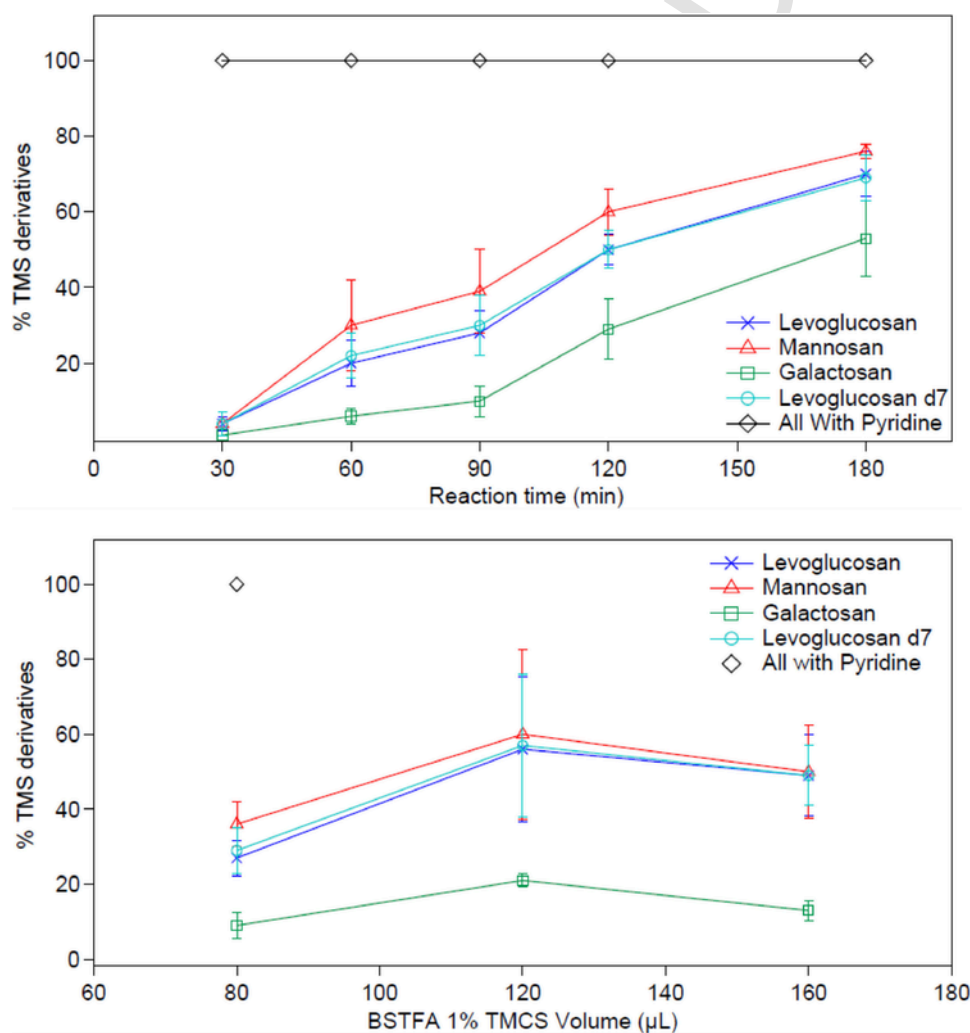 100
80
60
40
20
% TMS derivatives
Levoglucosan
Mannosan
Galactosan
Levoglucosan d7
All With Pyridine
0 30 60 90 120 150 180
Reaction time (min)
100
80
60
40
20
0
% TMS derivatives
Levoglucosan
Mannosan
Galactosan
Levoglucosan d7
All with Pyridine
60 80 100 120 140 160 180
BSTFA 1% TMCS Volume (µL)